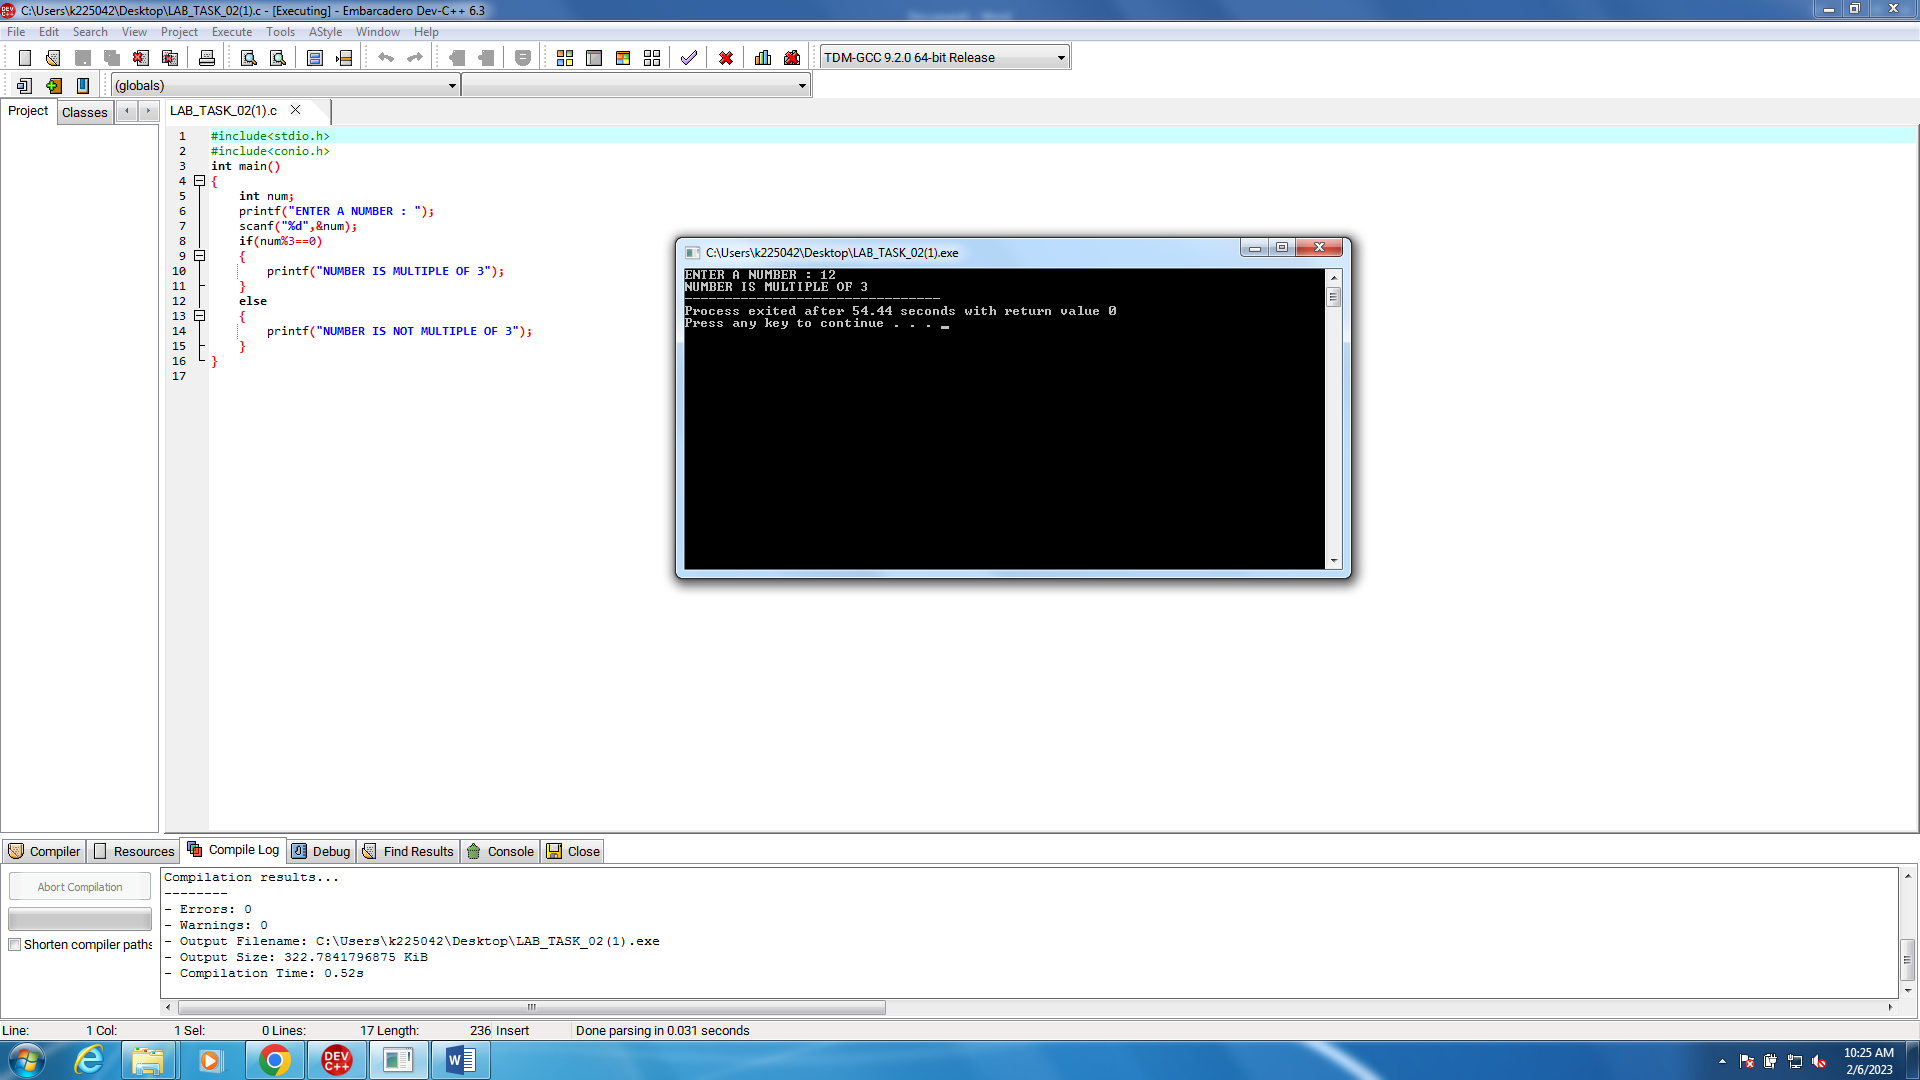 C:\Users\k225042\Desktop\LAB_TASK_02(1).c - [Executing] - Embarcadero Dev-C++ 6.3
File Edit Search View Project Execute Tools AStyle Window Help
TDM-GCC 9.2.0 64-bit Release
(globals)
Project Classes
LAB_TASK_02(1).c
1 #include<stdio.h>
2 #include<conio.h>
3 int main()
4 {
5 int num;
6 printf("ENTER A NUMBER : ");
7 scanf("%d",&num);
8 if(num%3==0)
9 {
10 printf("NUMBER IS MULTIPLE OF 3");
11 }
12 else
13 {
14 printf("NUMBER IS NOT MULTIPLE OF 3");
15 }
16 }
17
C:\Users\k225042\Desktop\LAB_TASK_02(1).exe
ENTER A NUMBER : 12
NUMBER IS MULTIPLE OF 3
--------------------------------
Process exited after 54.44 seconds with return value 0
Press any key to continue . . . _
Compiler Resources Compile Log Debug Find Results Console Close
Abort Compilation
Shorten compiler paths
Compilation results...
--------
- Errors: 0
- Warnings: 0
- Output Filename: C:\Users\k225042\Desktop\LAB_TASK_02(1).exe
- Output Size: 322.7841796875 KiB
- Compilation Time: 0.52s
Line: 1 Col: 1 Sel: 0 Lines: 17 Length: 236 Insert Done parsing in 0.031 seconds
DEV C++
10:25 AM
2/6/2023